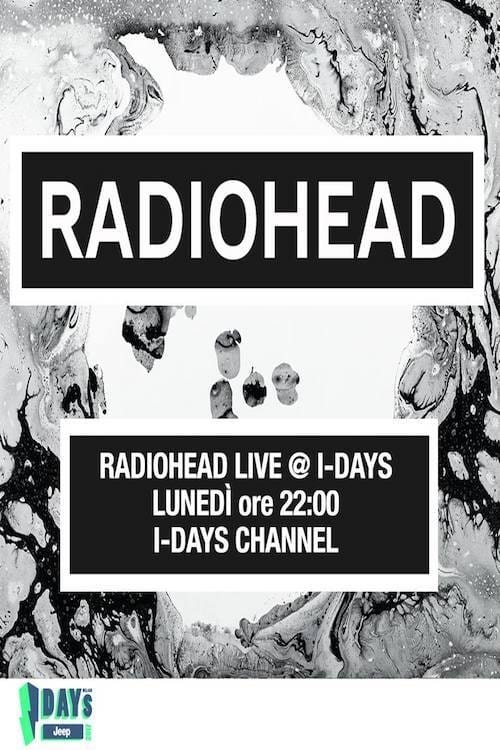 RADIOHEAD
RADIOHEAD LIVE @ I-DAYS
LUNEDÌ ore 22:00
I-DAYS CHANNEL
DAYS
Jeep